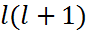 l(l + 1)